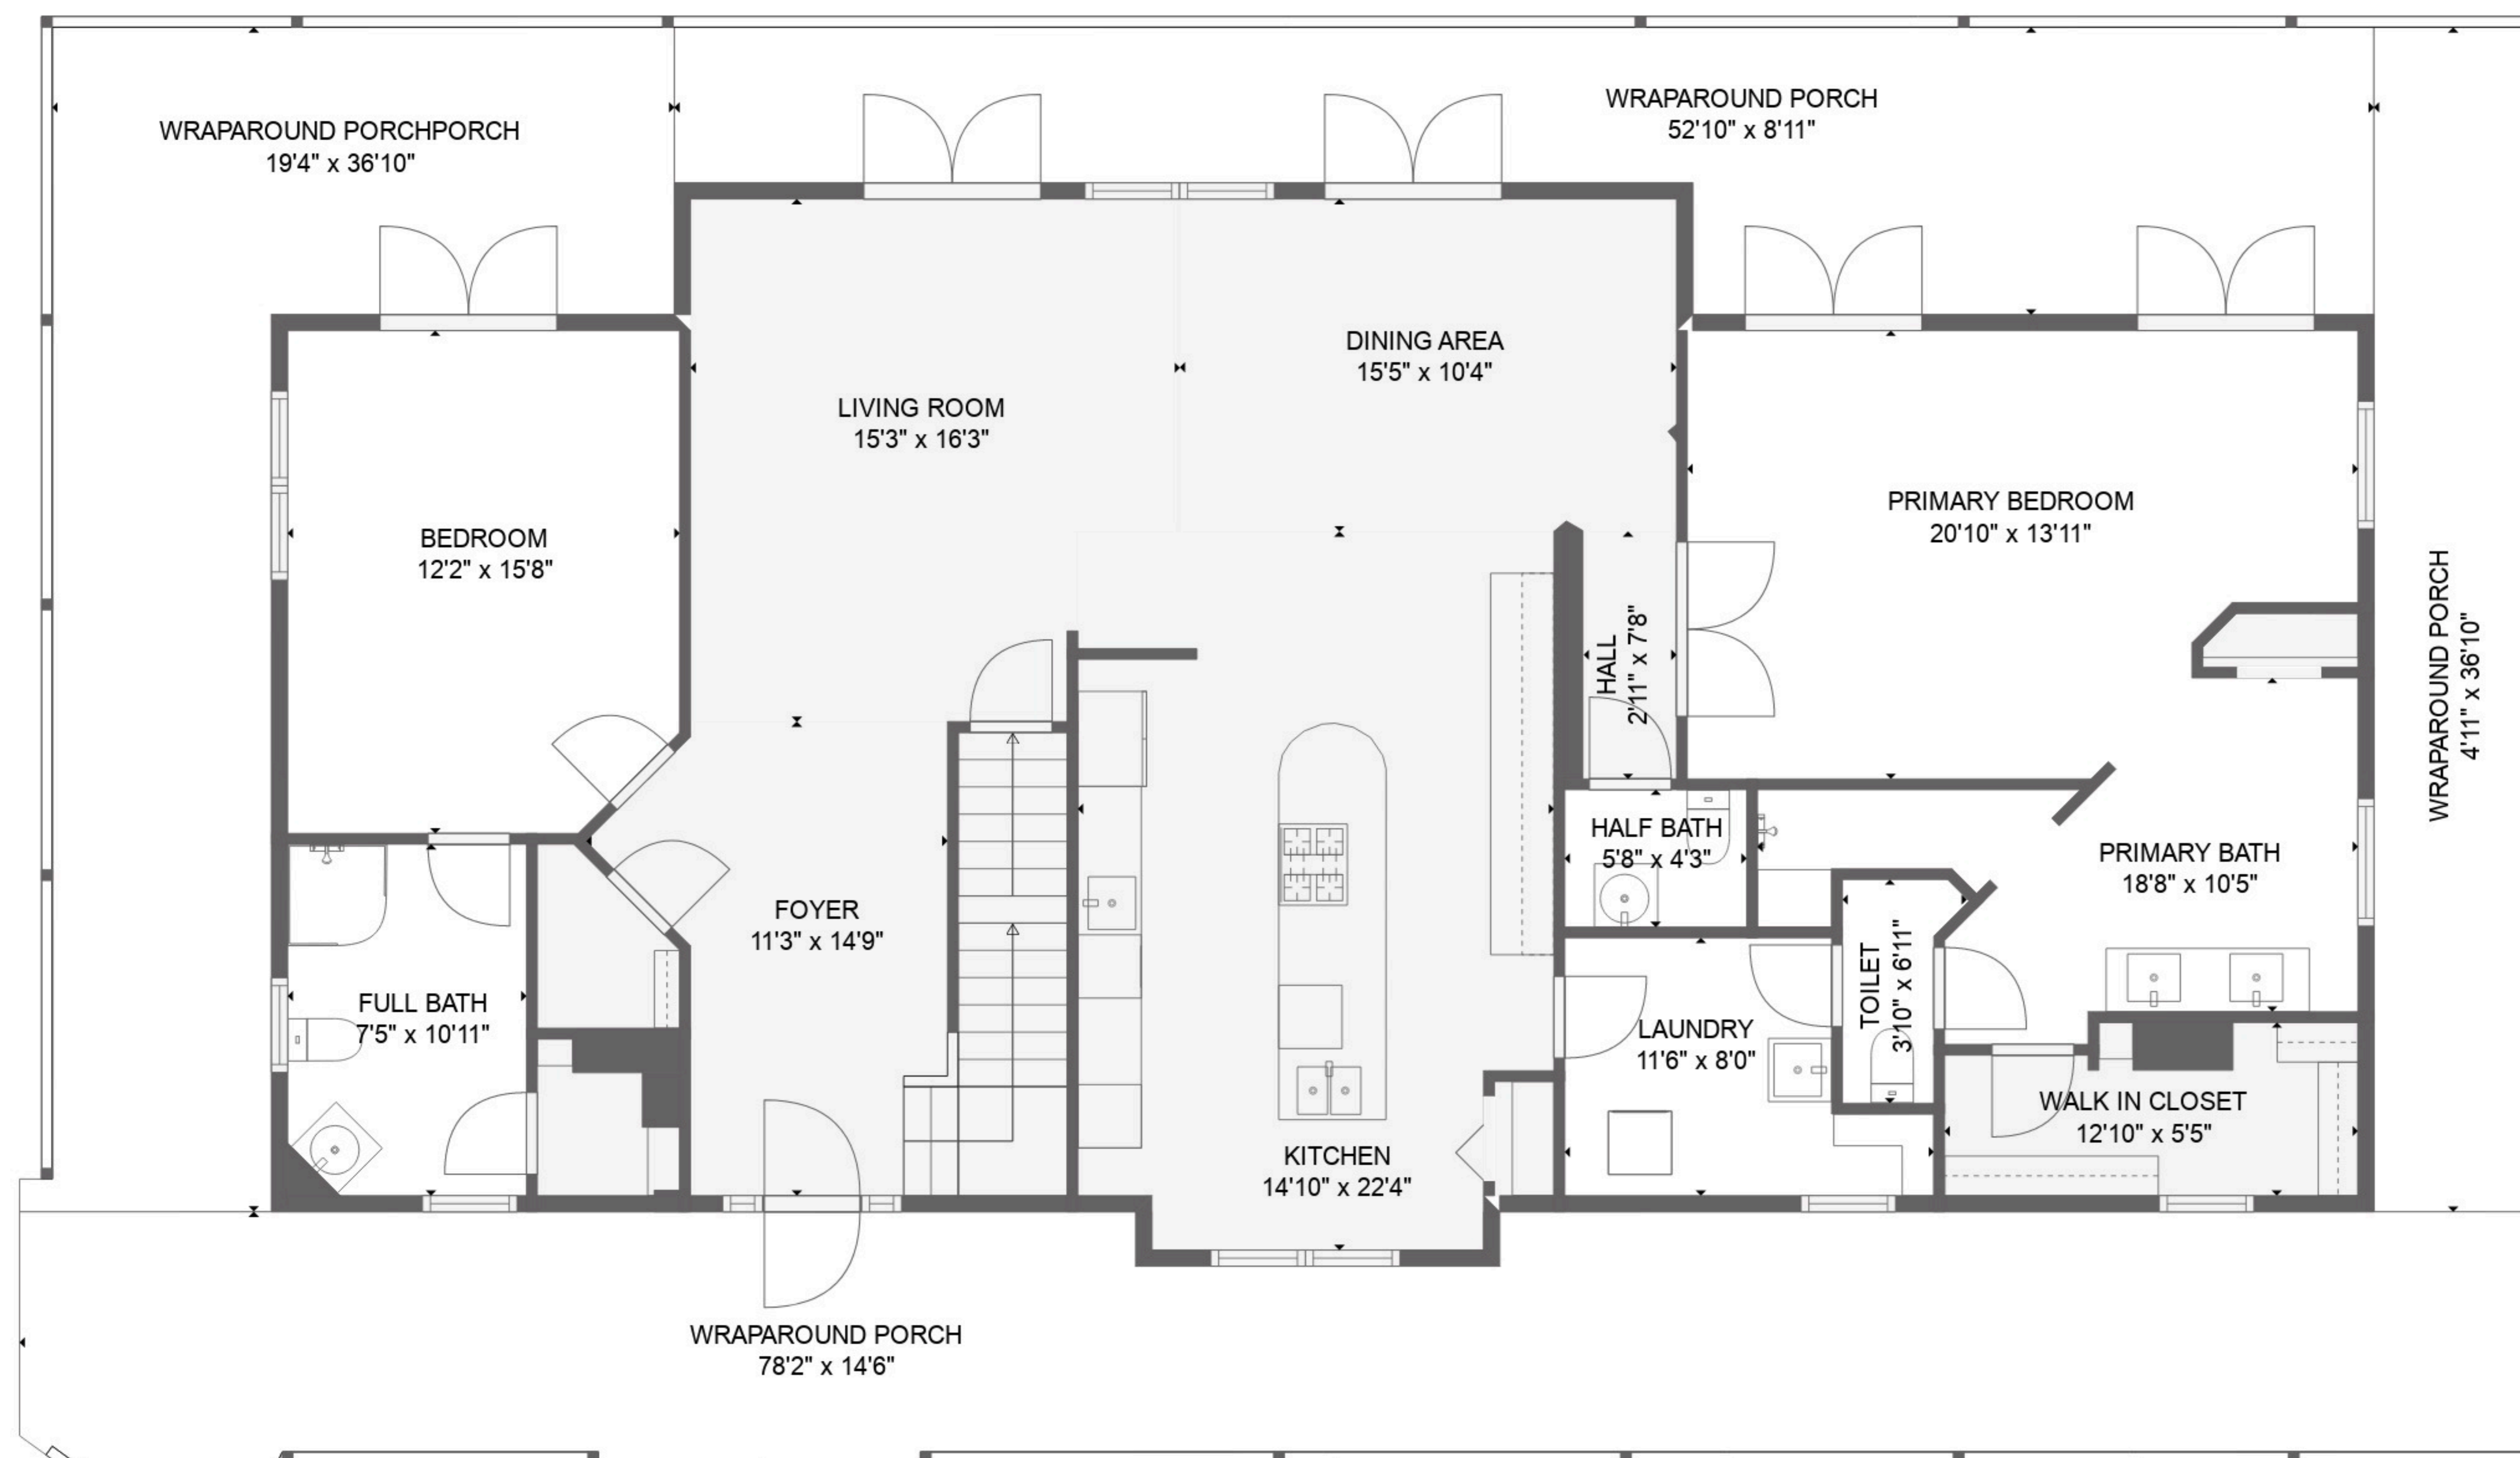 WRAPAROUND PORCH
52'10" x 8'11"
WRAPAROUND PORCHPORCH
19'4" x 36'10"
DINING AREA
15'5" x 10'4"
LIVING ROOM
15'3" x 16'3"
PRIMARY BEDROOM
20'10" x 13'11"
BEDROOM
12'2" x 15'8"
HALL
2'11" x 7'8"
WRAPAROUND PORCH
4'11" x 36'10"
HALF BATH
5'8" x 4'3"
PRIMARY BATH
18'8" x 10'5"
FOYER
11'3" x 14'9"
TOILET
3'10" x 6'11"
FULL BATH
7'5" x 10'11"
LAUNDRY
11'6" x 8'0"
WALK IN CLOSET
12'10" x 5'5"
KITCHEN
14'10" x 22'4"
WRAPAROUND PORCH
78'2" x 14'6"